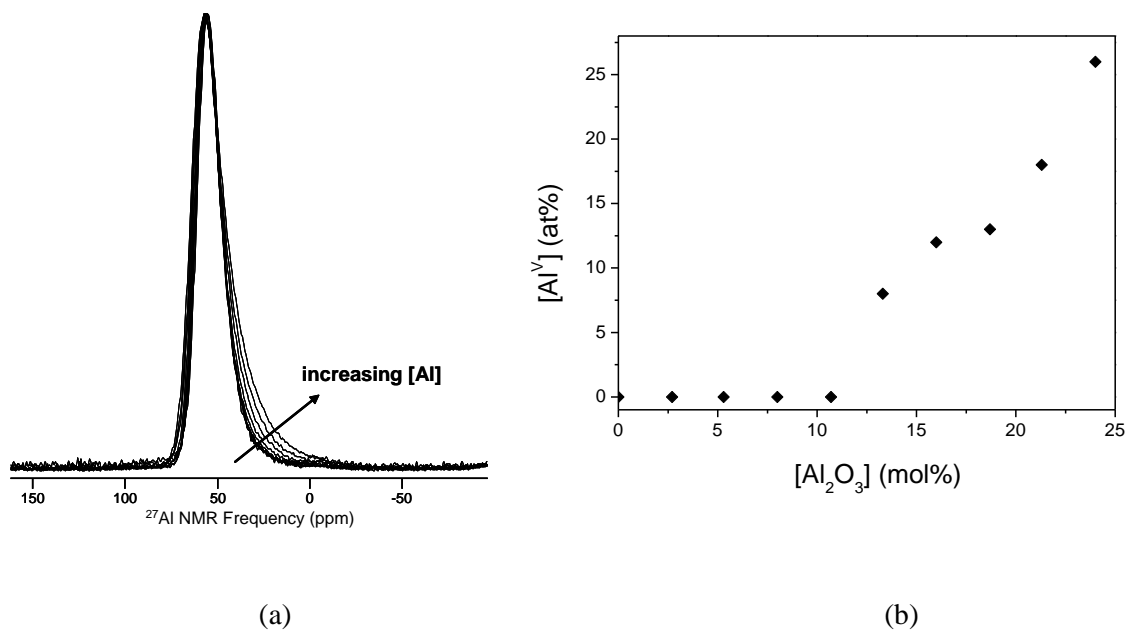 increasing [Al]
150 100 50 0 -50
²⁷Al NMR Frequency (ppm)
(a)
25
20
15
10
5
0
[Alⱽ] (at%)
0 5 10 15 20 25
[Al₂O₃] (mol%)
(b)